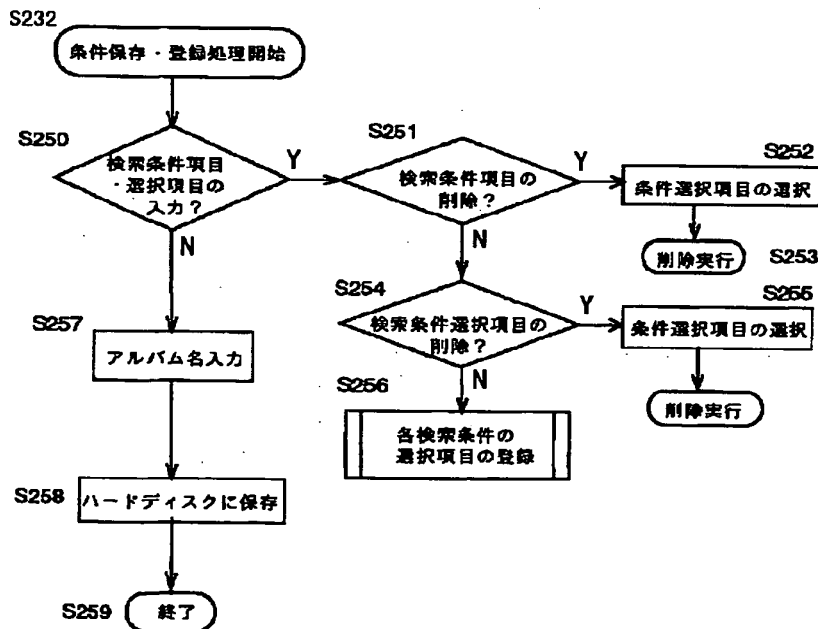 S232
条件保存・登録処理開始
S250
検索条件項目
・選択項目の
入力？
Y
N
S251
検索条件項目の
削除？
Y
N
S252
条件選択項目の選択
削除実行
S253
S254
検索条件選択項目の
削除？
Y
N
S255
条件選択項目の選択
削除実行
S256
各検索条件の
選択項目の登録
S257
アルバム名入力
S258
ハードディスクに保存
S259
終了